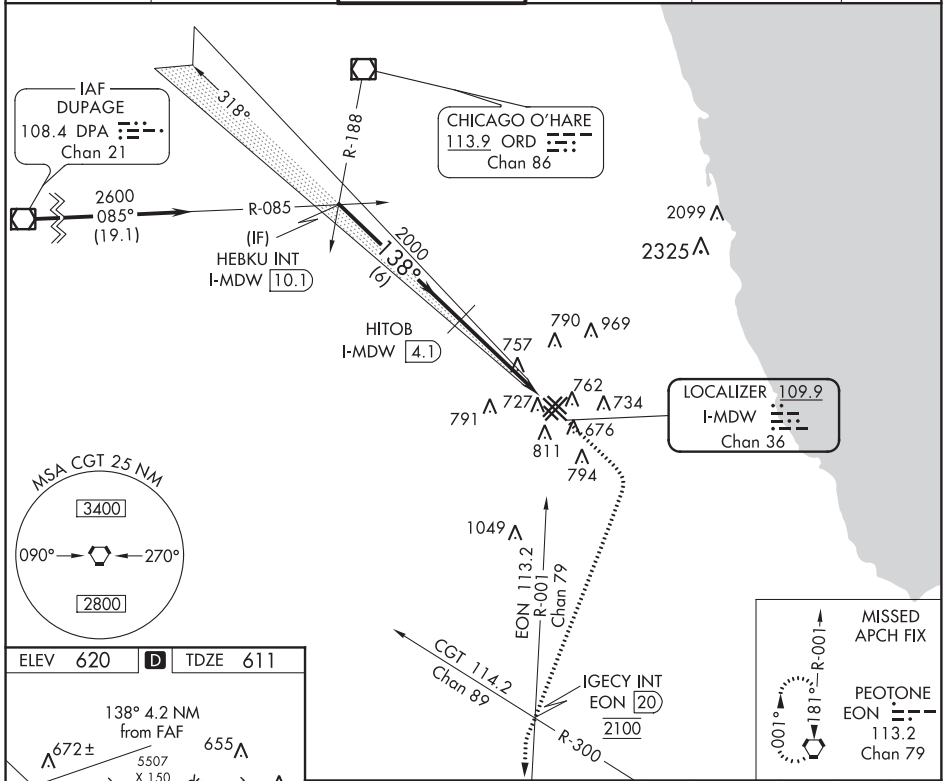 IAF
DUPAGE
108.4 DPA
Chan 21
318°
R-188
CHICAGO O'HARE
113.9 ORD
Chan 86
2600
085°
(19.1)
R-085
(IF)
HEBKU INT
I-MDW 10.1
2000
138°
(6)
2099
2325
HITOB
I-MDW 4.1
757
790
969
791
727
762
734
676
811
794
LOCALIZER 109.9
I-MDW
Chan 36
MSA CGT 25 NM
3400
090°
270°
2800
1049
EON 113.2
R-001
Chan 79
CGT 114.2
Chan 89
IGECY INT
EON 20
2100
R-300
MISSED
APCH FIX
R-001
001°
181°
PEOTONE
EON
113.2
Chan 79
ELEV 620 D TDZE 611
138° 4.2 NM
from FAF
672±
655
5507
X 150